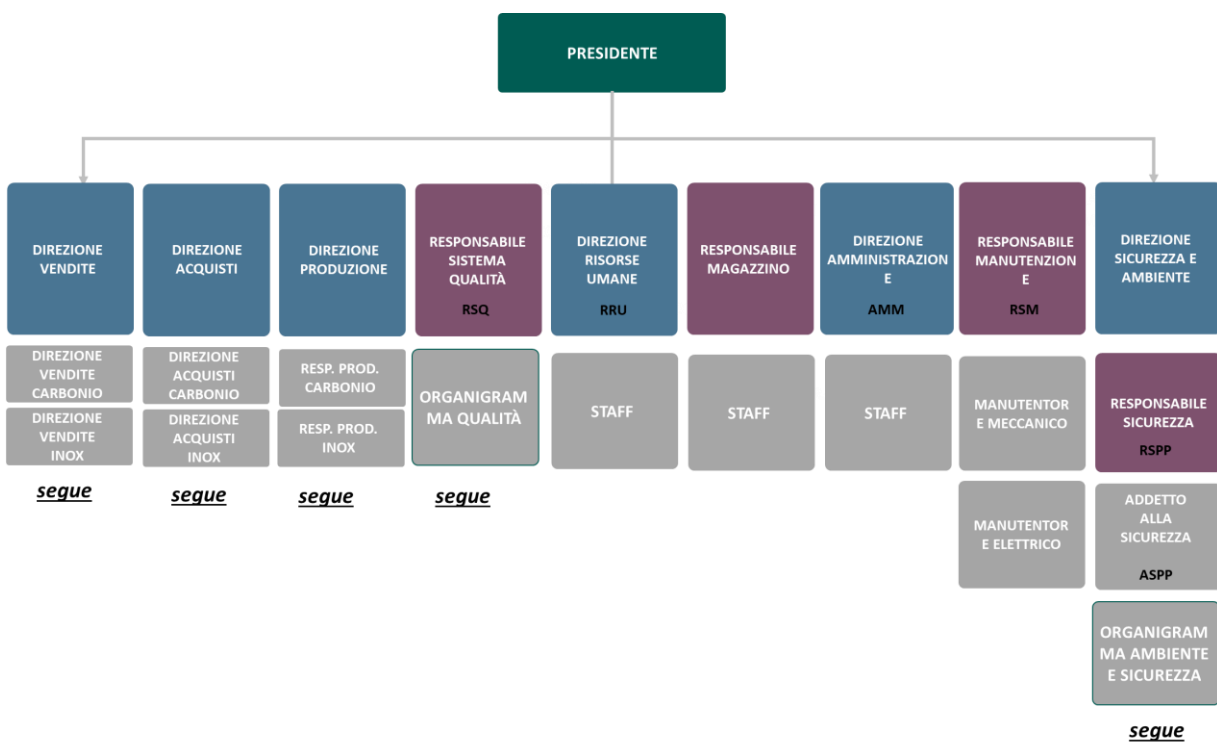 PRESIDENTE
DIREZIONE
VENDITE
DIREZIONE
ACQUISTI
DIREZIONE
PRODUZIONE
RESPONSABILE
SISTEMA
QUALITÀ
RSQ
DIREZIONE
RISORSE
UMANE
RRU
RESPONSABILE
MAGAZZINO
DIREZIONE
AMMINISTRAZION
E
AMM
RESPONSABILE
MANUTENZION
E
RSM
DIREZIONE
SICUREZZA E
AMBIENTE
DIREZIONE
VENDITE
CARBONIO
DIREZIONE
ACQUISTI
CARBONIO
RESP. PROD.
CARBONIO
ORGANIGRAM
MA QUALITÀ
STAFF
STAFF
STAFF
MANUTENTOR
E MECCANICO
RESPONSABILE
SICUREZZA
RSPP
DIREZIONE
VENDITE
INOX
DIREZIONE
ACQUISTI
INOX
RESP. PROD.
INOX
segue
segue
segue
segue
MANUTENTOR
E ELETTRICO
ADDETTO
ALLA
SICUREZZA
ASPP
ORGANIGRAM
MA AMBIENTE
E SICUREZZA
segue